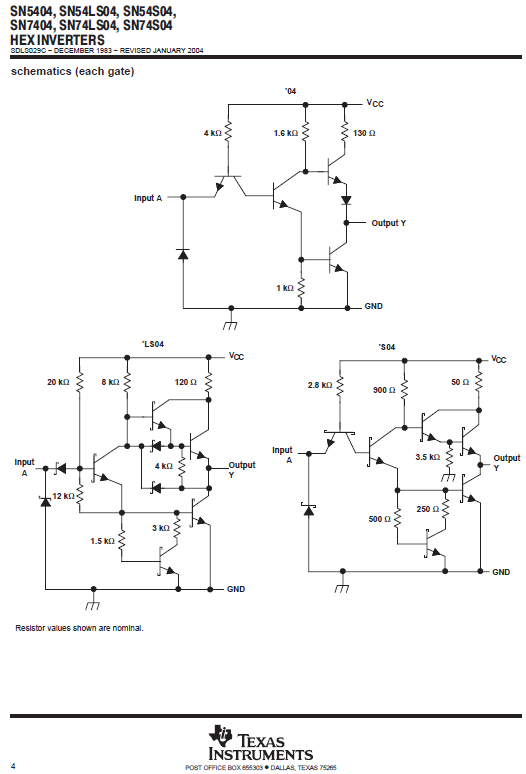 SN5404, SN54LS04, SN54S04,
SN7404, SN74LS04, SN74S04
HEX INVERTERS
SDLS029C − DECEMBER 1983 − REVISED JANUARY 2004
schematics (each gate)
'04
VCC
4 kΩ
1.6 kΩ
130 Ω
Input A
Output Y
1 kΩ
GND
'LS04
VCC
20 kΩ
8 kΩ
120 Ω
Input
A
4 kΩ
Output
Y
12 kΩ
3 kΩ
1.5 kΩ
GND
'S04
VCC
2.8 kΩ
900 Ω
50 Ω
Input
A
3.5 kΩ
Output
Y
500 Ω
250 Ω
GND
Resistor values shown are nominal.
TEXAS
INSTRUMENTS
4
POST OFFICE BOX 655303 • DALLAS, TEXAS 75265